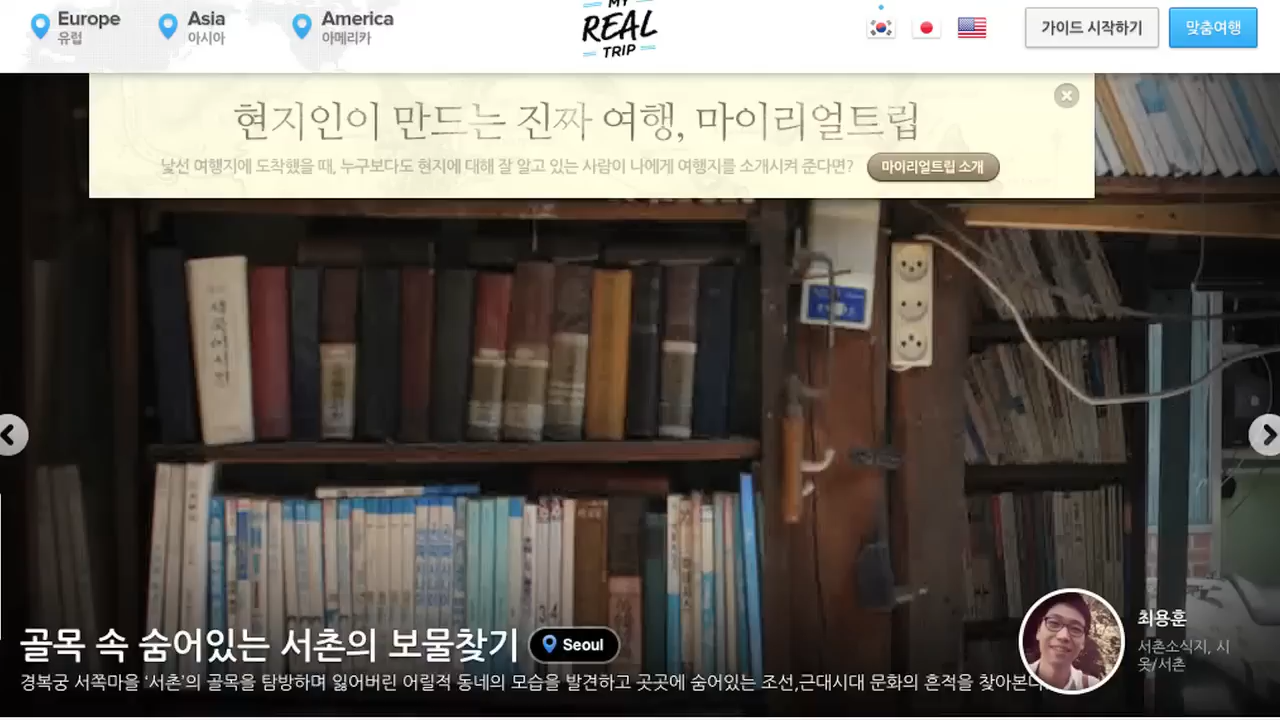 Europe
유럽
Asia
아시아
America
아메리카
MY
REAL
TRIP
가이드 시작하기
맞춤여행
현지인이 만드는 진짜 여행, 마이리얼트립
낯선 여행지에 도착했을 때, 누구보다도 현지에 대해 잘 알고 있는 사람이 나에게 여행지를 소개시켜 준다면?
마이리얼트립 소개
34
골목 속 숨어있는 서촌의 보물찾기
Seoul
경복궁 서쪽마을 ‘서촌’의 골목을 탐방하며 잃어버린 어릴적 동네의 모습을 발견하고 곳곳에 숨어있는 조선,근대시대 문화의 흔적을 찾아본다.
최용훈
서촌소식지, 시
옷/서촌